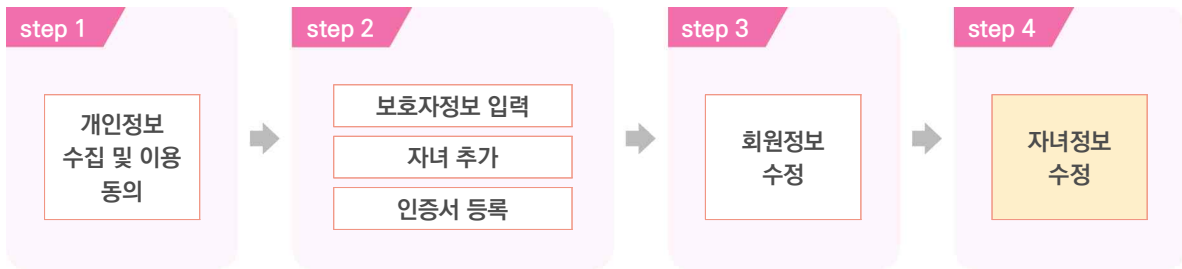 step 1
개인정보
수집 및 이용
동의
step 2
보호자정보 입력
자녀 추가
인증서 등록
step 3
회원정보
수정
step 4
자녀정보
수정